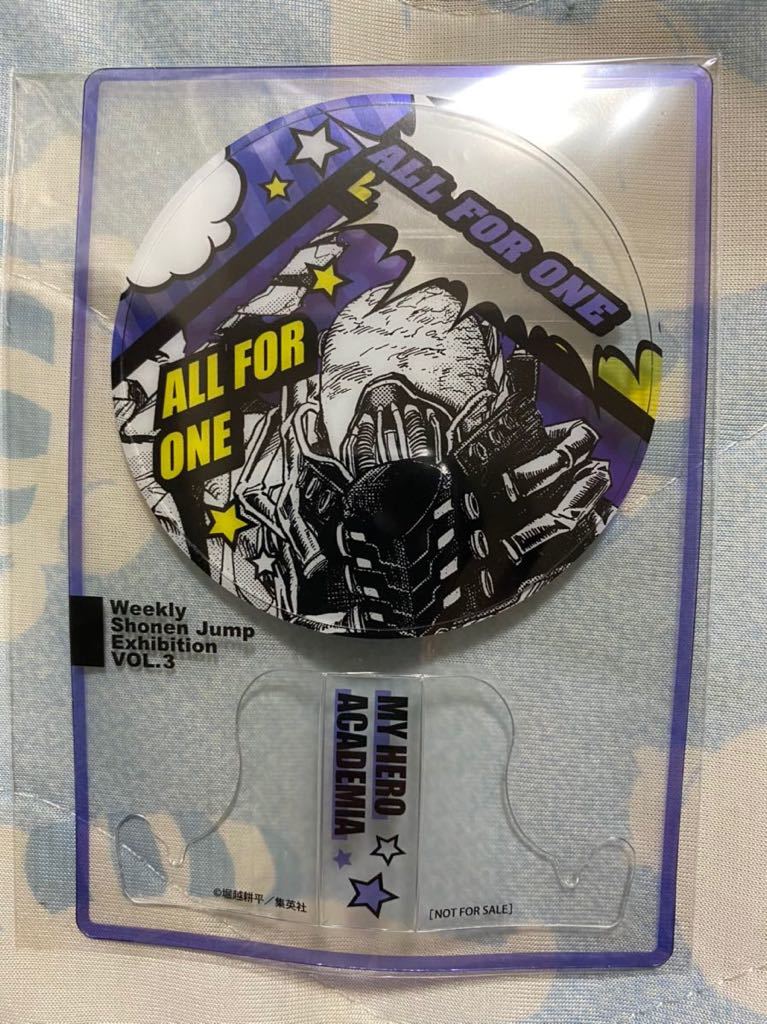 ALL FOR ONE
ALL FOR
ONE
Weekly
Shonen Jump
Exhibition
VOL.3
MY HERO
ACADEMIA
©堀越耕平／集英社
[NOT FOR SALE]